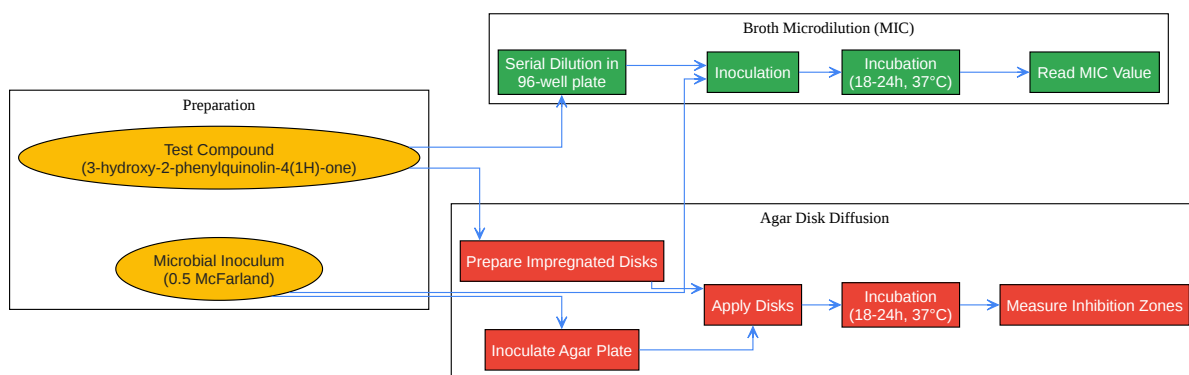 Broth Microdilution (MIC)
Serial Dilution in
96-well plate
Inoculation
Incubation
(18-24h, 37°C)
Read MIC Value
Preparation
Test Compound
(3-hydroxy-2-phenylquinolin-4(1H)-one)
Microbial Inoculum
(0.5 McFarland)
Agar Disk Diffusion
Prepare Impregnated Disks
Inoculate Agar Plate
Apply Disks
Incubation
(18-24h, 37°C)
Measure Inhibition Zones